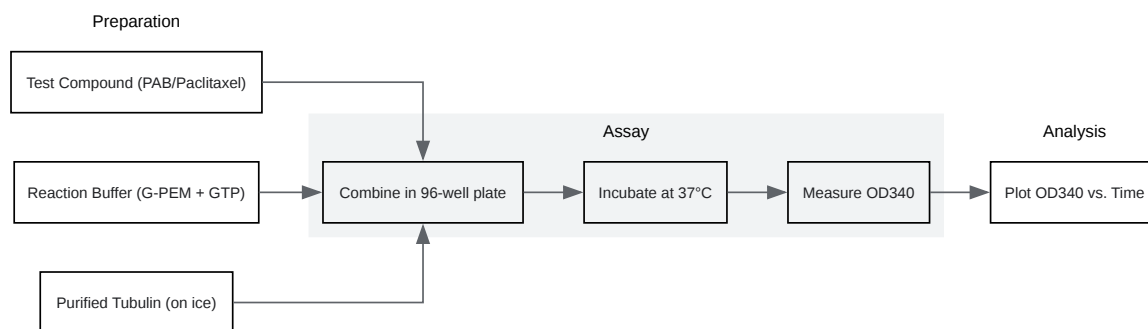 Preparation
Test Compound (PAB/Paclitaxel)
Reaction Buffer (G-PEM + GTP)
Purified Tubulin (on ice)
Assay
Combine in 96-well plate
Incubate at 37°C
Measure OD340
Analysis
Plot OD340 vs. Time